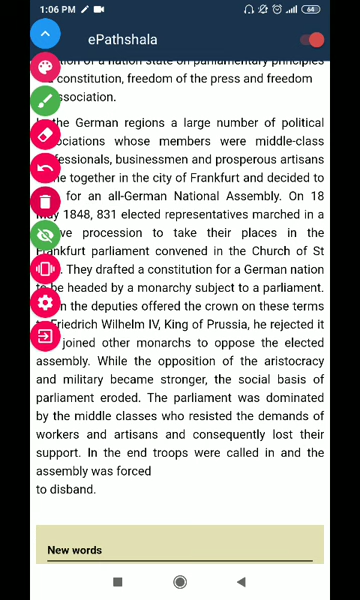 1:06 PM
64
ePathshala
of a nation state on parliamentary principles
constitution, freedom of the press and freedom
association.
the German regions a large number of political
whose members were middle-class
businessmen and prosperous artisans
together in the city of Frankfurt and decided to
for an all-German National Assembly. On 18
1848, 831 elected representatives marched in a
procession to take their places in the
Frankfurt parliament convened in the Church of St
They drafted a constitution for a German nation
be headed by a monarchy subject to a parliament.
the deputies offered the crown on these terms
Friedrich Wilhelm IV, King of Prussia, he rejected it
joined other monarchs to oppose the elected
assembly. While the opposition of the aristocracy
and military became stronger, the social basis of
parliament eroded. The parliament was dominated
by the middle classes who resisted the demands of
workers and artisans and consequently lost their
support. In the end troops were called in and the
assembly was forced
to disband.
New words